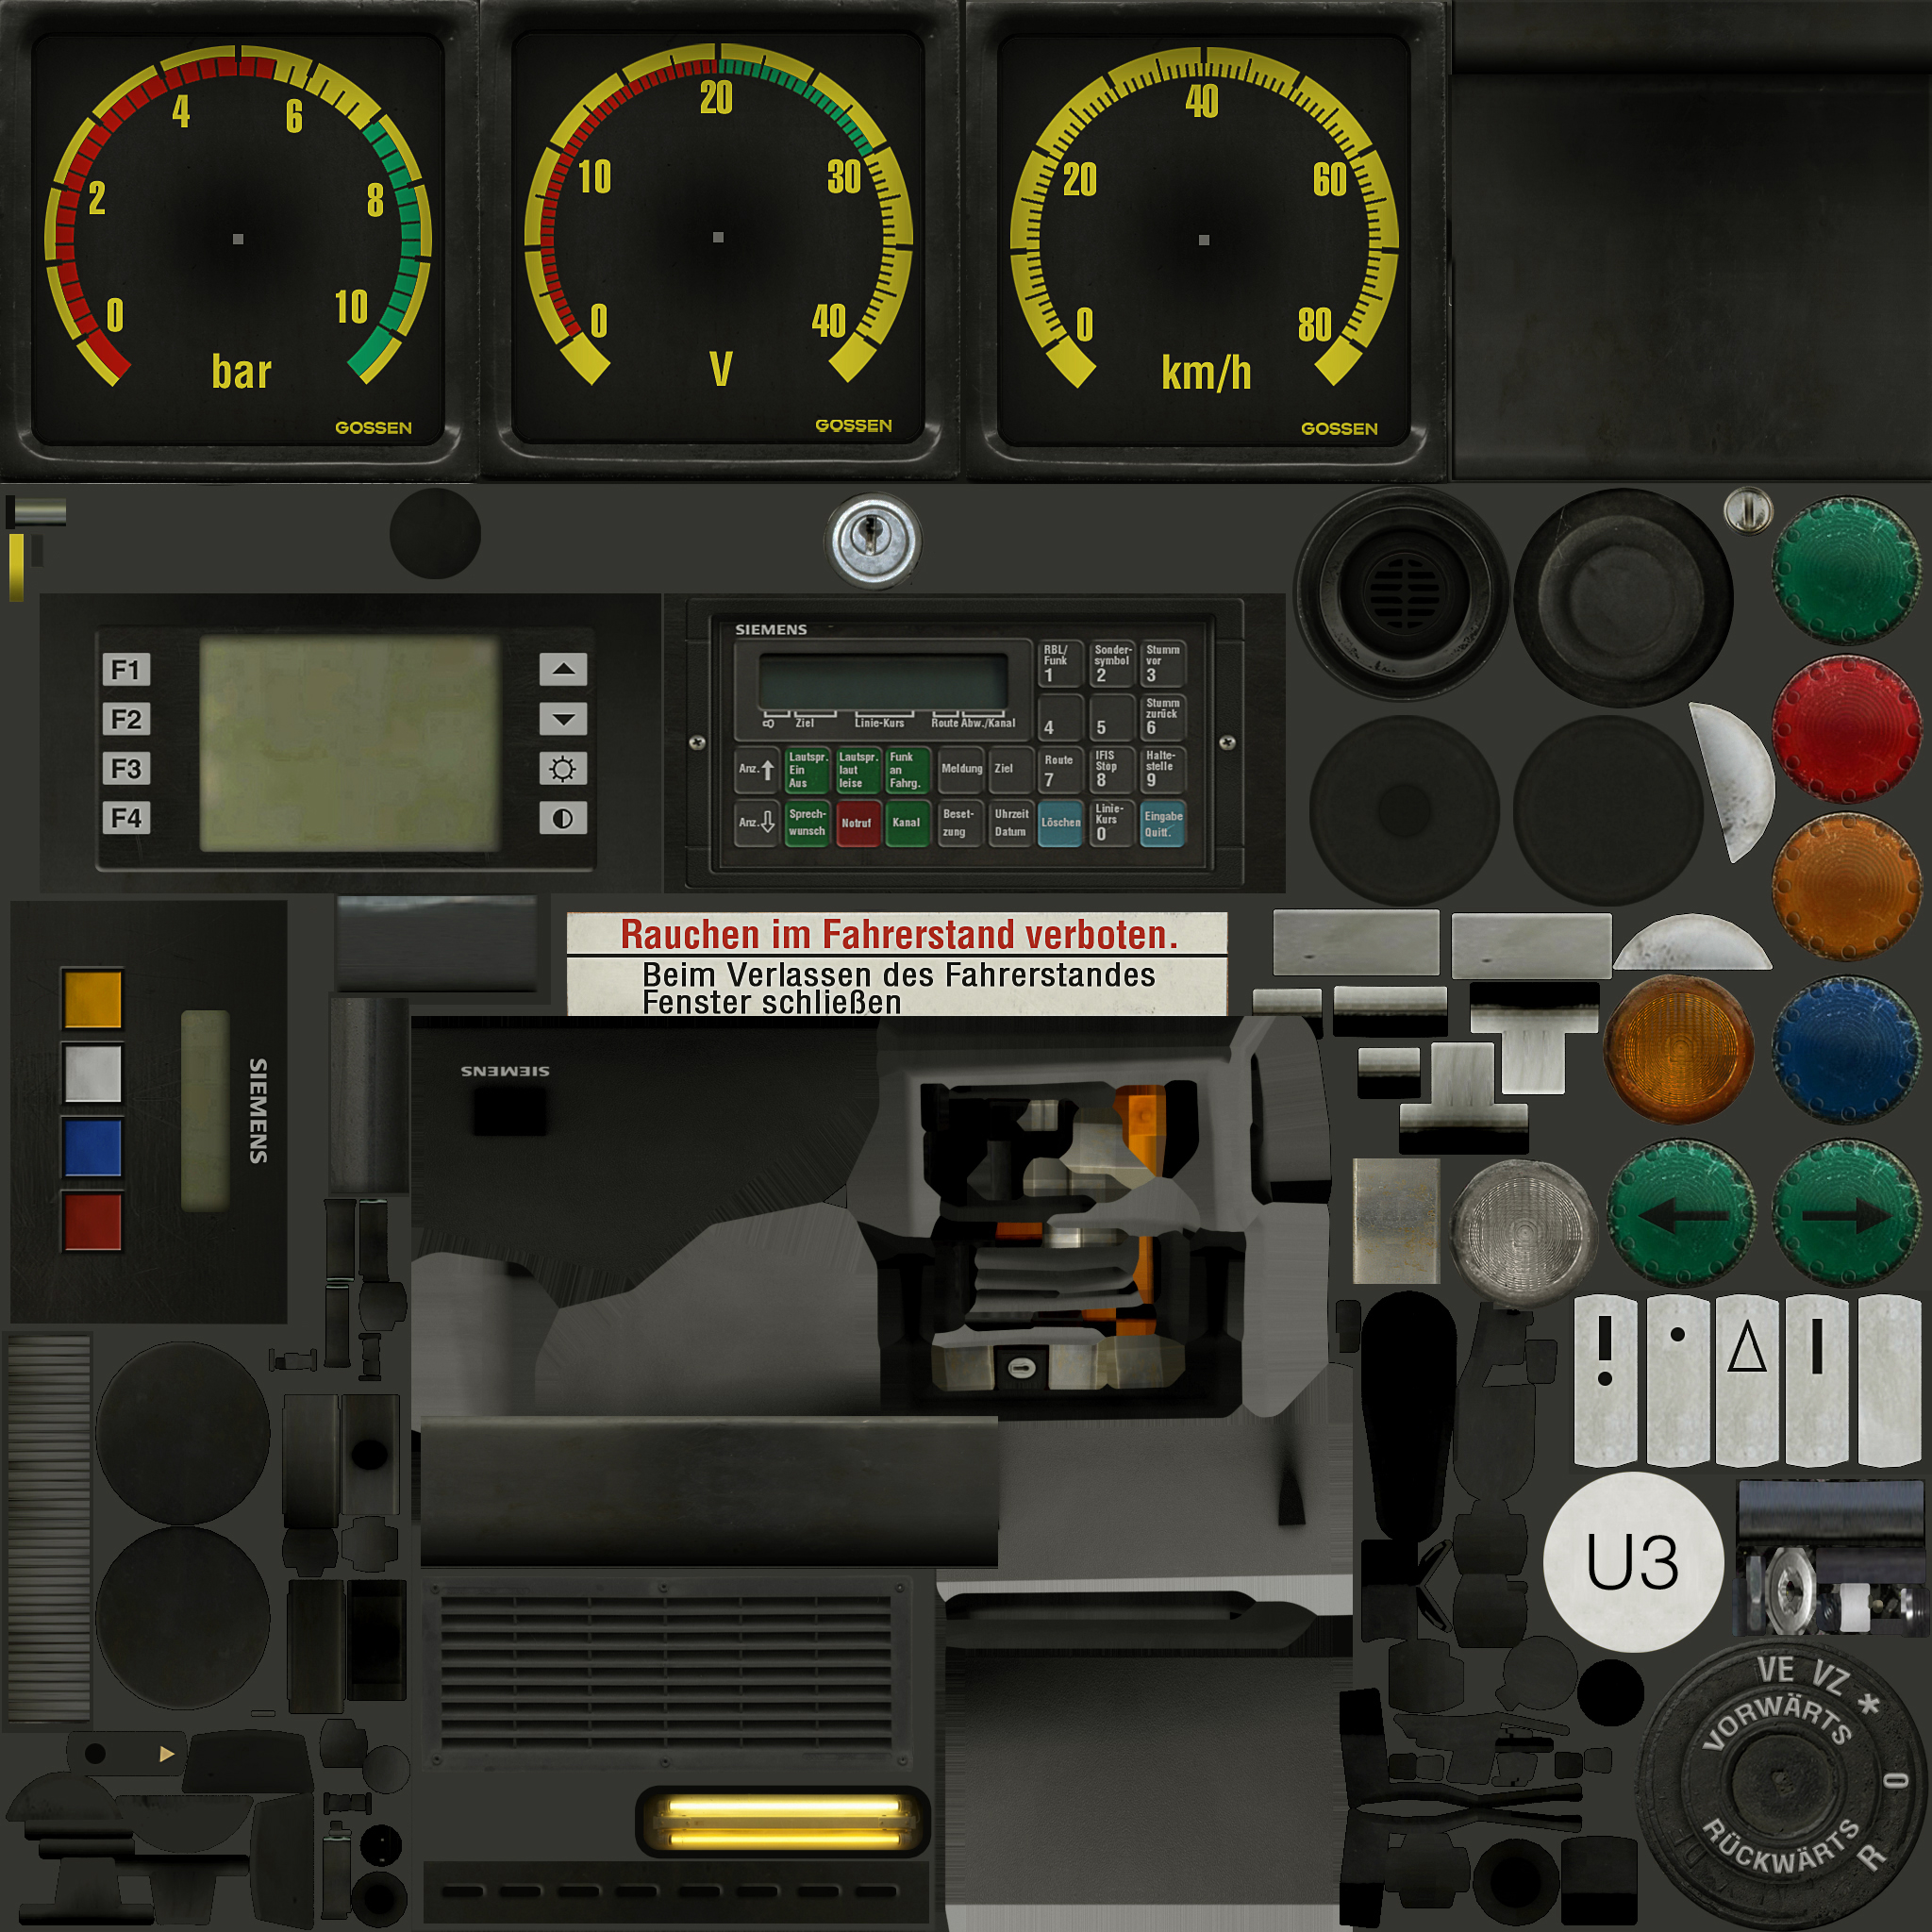 0
2
4
6
8
10
bar
GOSSEN
0
10
20
30
40
V
GOSSEN
0
20
40
60
80
km/h
GOSSEN
F1
F2
F3
F4
SIEMENS
Ziel
Linie-Kurs
Route Abw./Kanal
RBL/
Funk
1
Sonder-
symbol
2
Stumm
vor
3
4
5
Stumm
zurück
6
Anz.
Lautspr.
Ein
Aus
Lautspr.
laut
leise
Funk
an
Fahrg.
Meldung
Ziel
Route
7
IFIS
Stop
8
Halte-
stelle
9
Anz.
Sprech-
wunsch
Notruf
Kanal
Beset-
zung
Uhrzeit
Datum
Löschen
Linie-
Kurs
0
Eingabe
Quitt.
Rauchen im Fahrerstand verboten.
Beim Verlassen des Fahrerstandes
Fenster schließen
SIEMENS
SIEMENS
!
U3
VE VZ *
VORWÄRTS
0
RÜCKWÄRTS
R